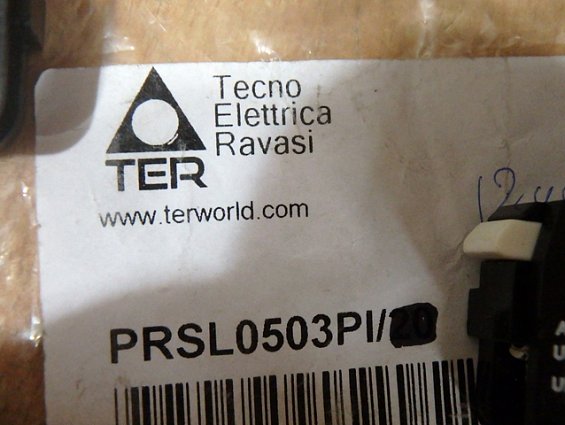 Tecno
Elettrica
Ravasi
TER
www.terworld.com
PRSL0503PI/20
A
U
U